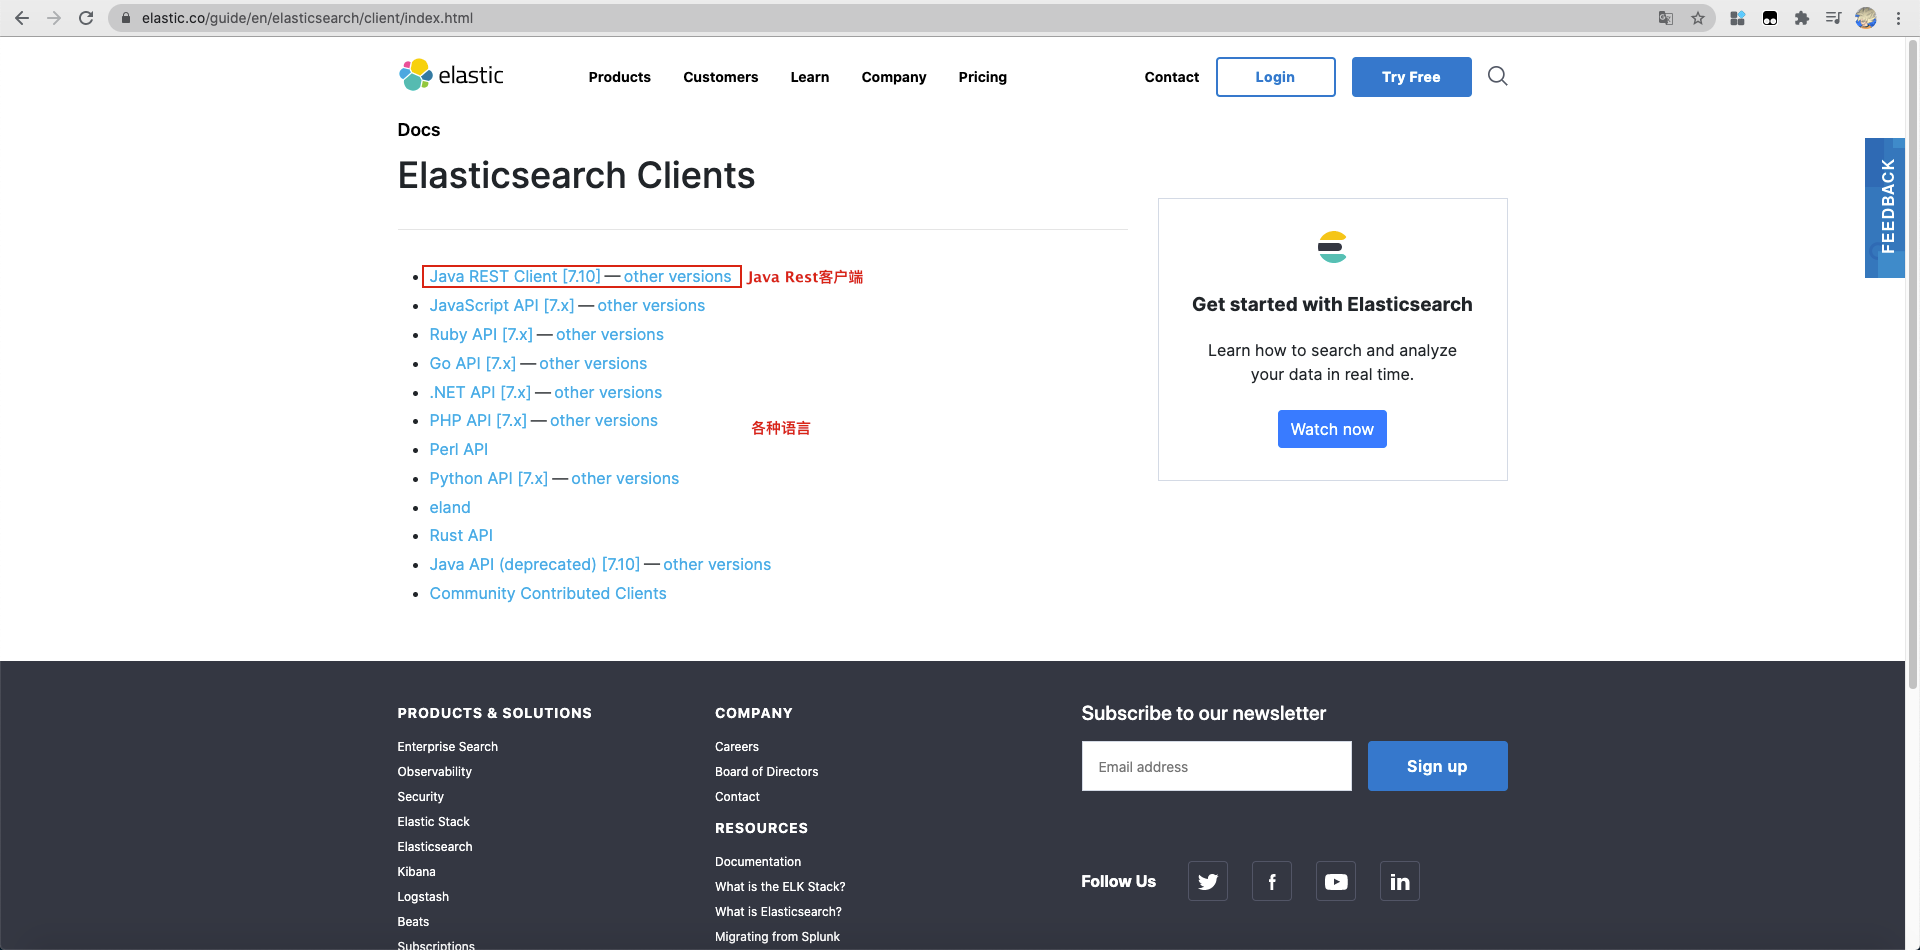 elastic.co/guide/en/elasticsearch/client/index.html
elastic
Products
Customers
Learn
Company
Pricing
Contact
Login
Try Free
Docs
Elasticsearch Clients
Java REST Client [7.10] — other versions
Java Rest客户端
JavaScript API [7.x] — other versions
Ruby API [7.x] — other versions
Go API [7.x] — other versions
.NET API [7.x] — other versions
PHP API [7.x] — other versions
各种语言
Perl API
Python API [7.x] — other versions
eland
Rust API
Java API (deprecated) [7.10] — other versions
Community Contributed Clients
Get started with Elasticsearch
Learn how to search and analyze
your data in real time.
Watch now
FEEDBACK
PRODUCTS & SOLUTIONS
Enterprise Search
Observability
Security
Elastic Stack
Elasticsearch
Kibana
Logstash
Beats
Subscriptions
COMPANY
Careers
Board of Directors
Contact
RESOURCES
Documentation
What is the ELK Stack?
What is Elasticsearch?
Migrating from Splunk
Subscribe to our newsletter
Email address
Sign up
Follow Us